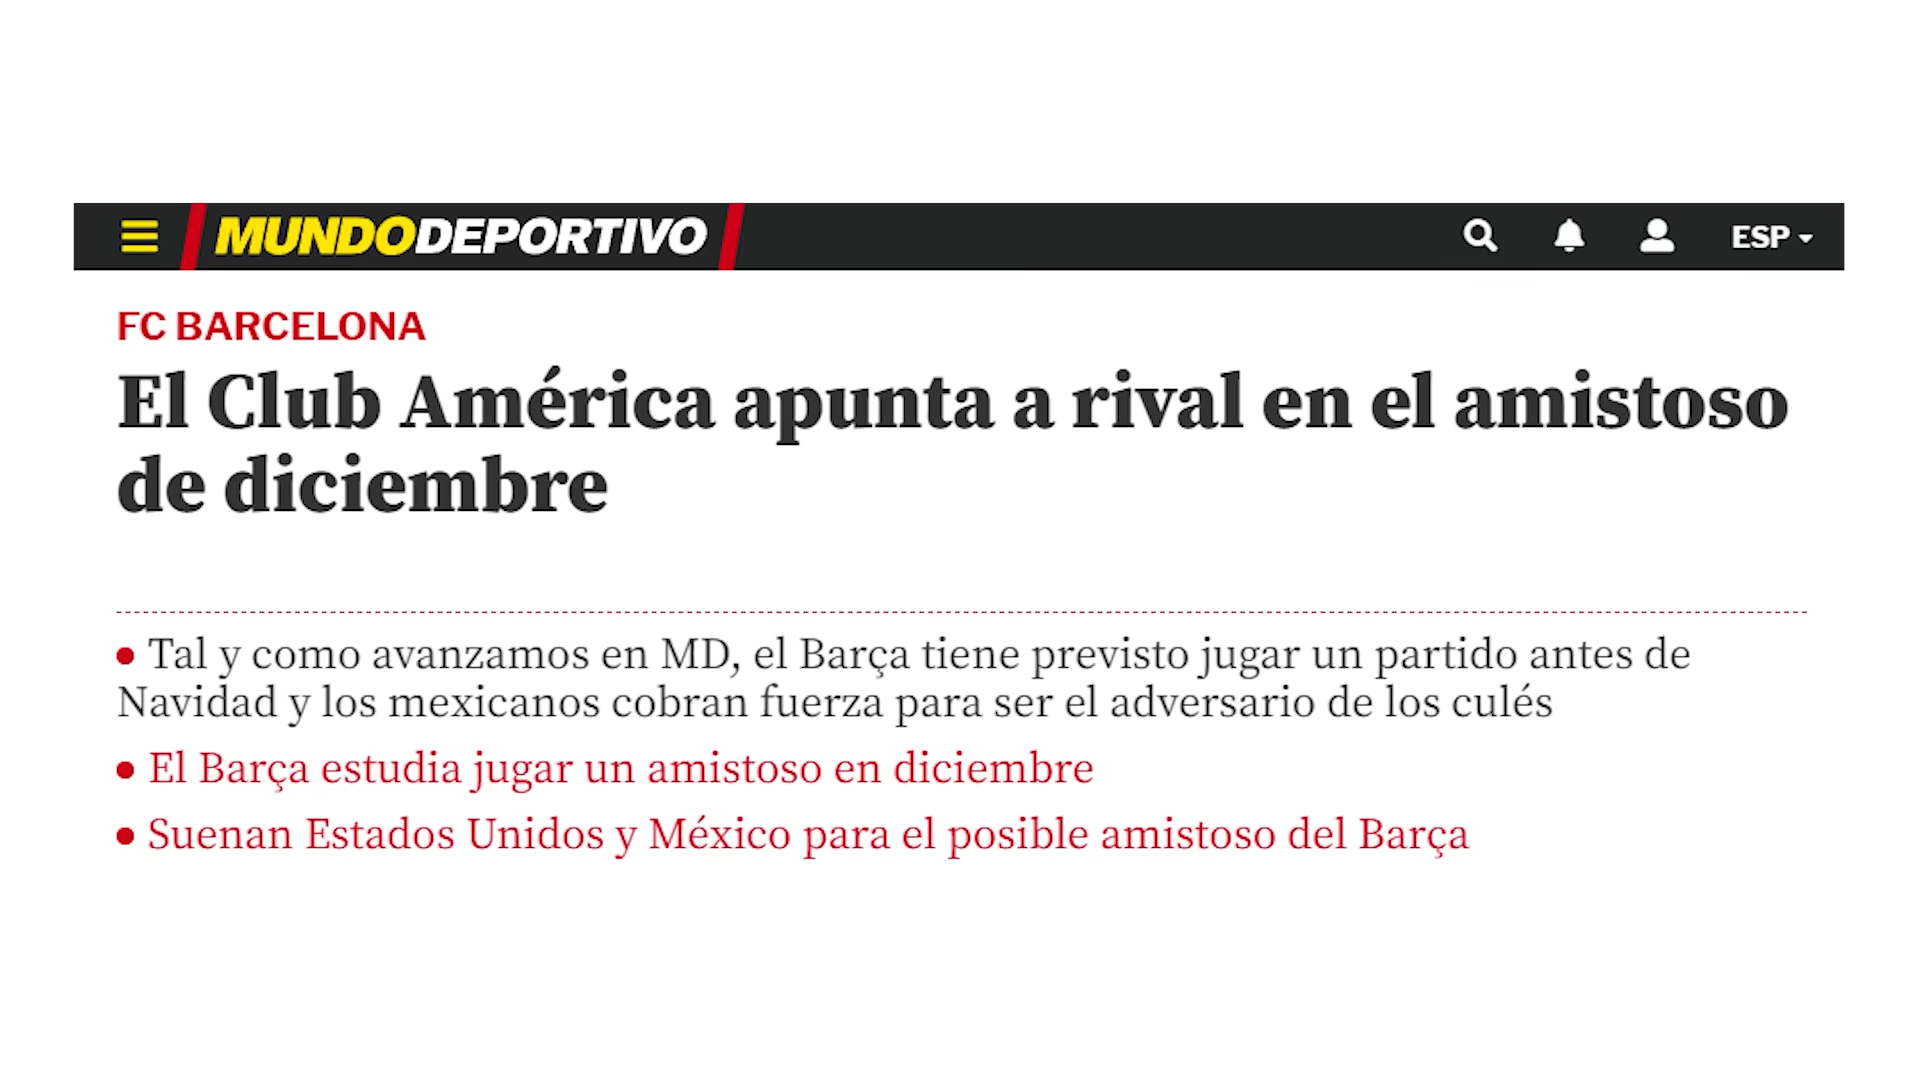 MUNDODEPORTIVO ESP
FC BARCELONA
El Club América apunta a rival en el amistoso
de diciembre
• Tal y como avanzamos en MD, el Barça tiene previsto jugar un partido antes de
Navidad y los mexicanos cobran fuerza para ser el adversario de los culés
• El Barça estudia jugar un amistoso en diciembre
• Suenan Estados Unidos y México para el posible amistoso del Barça